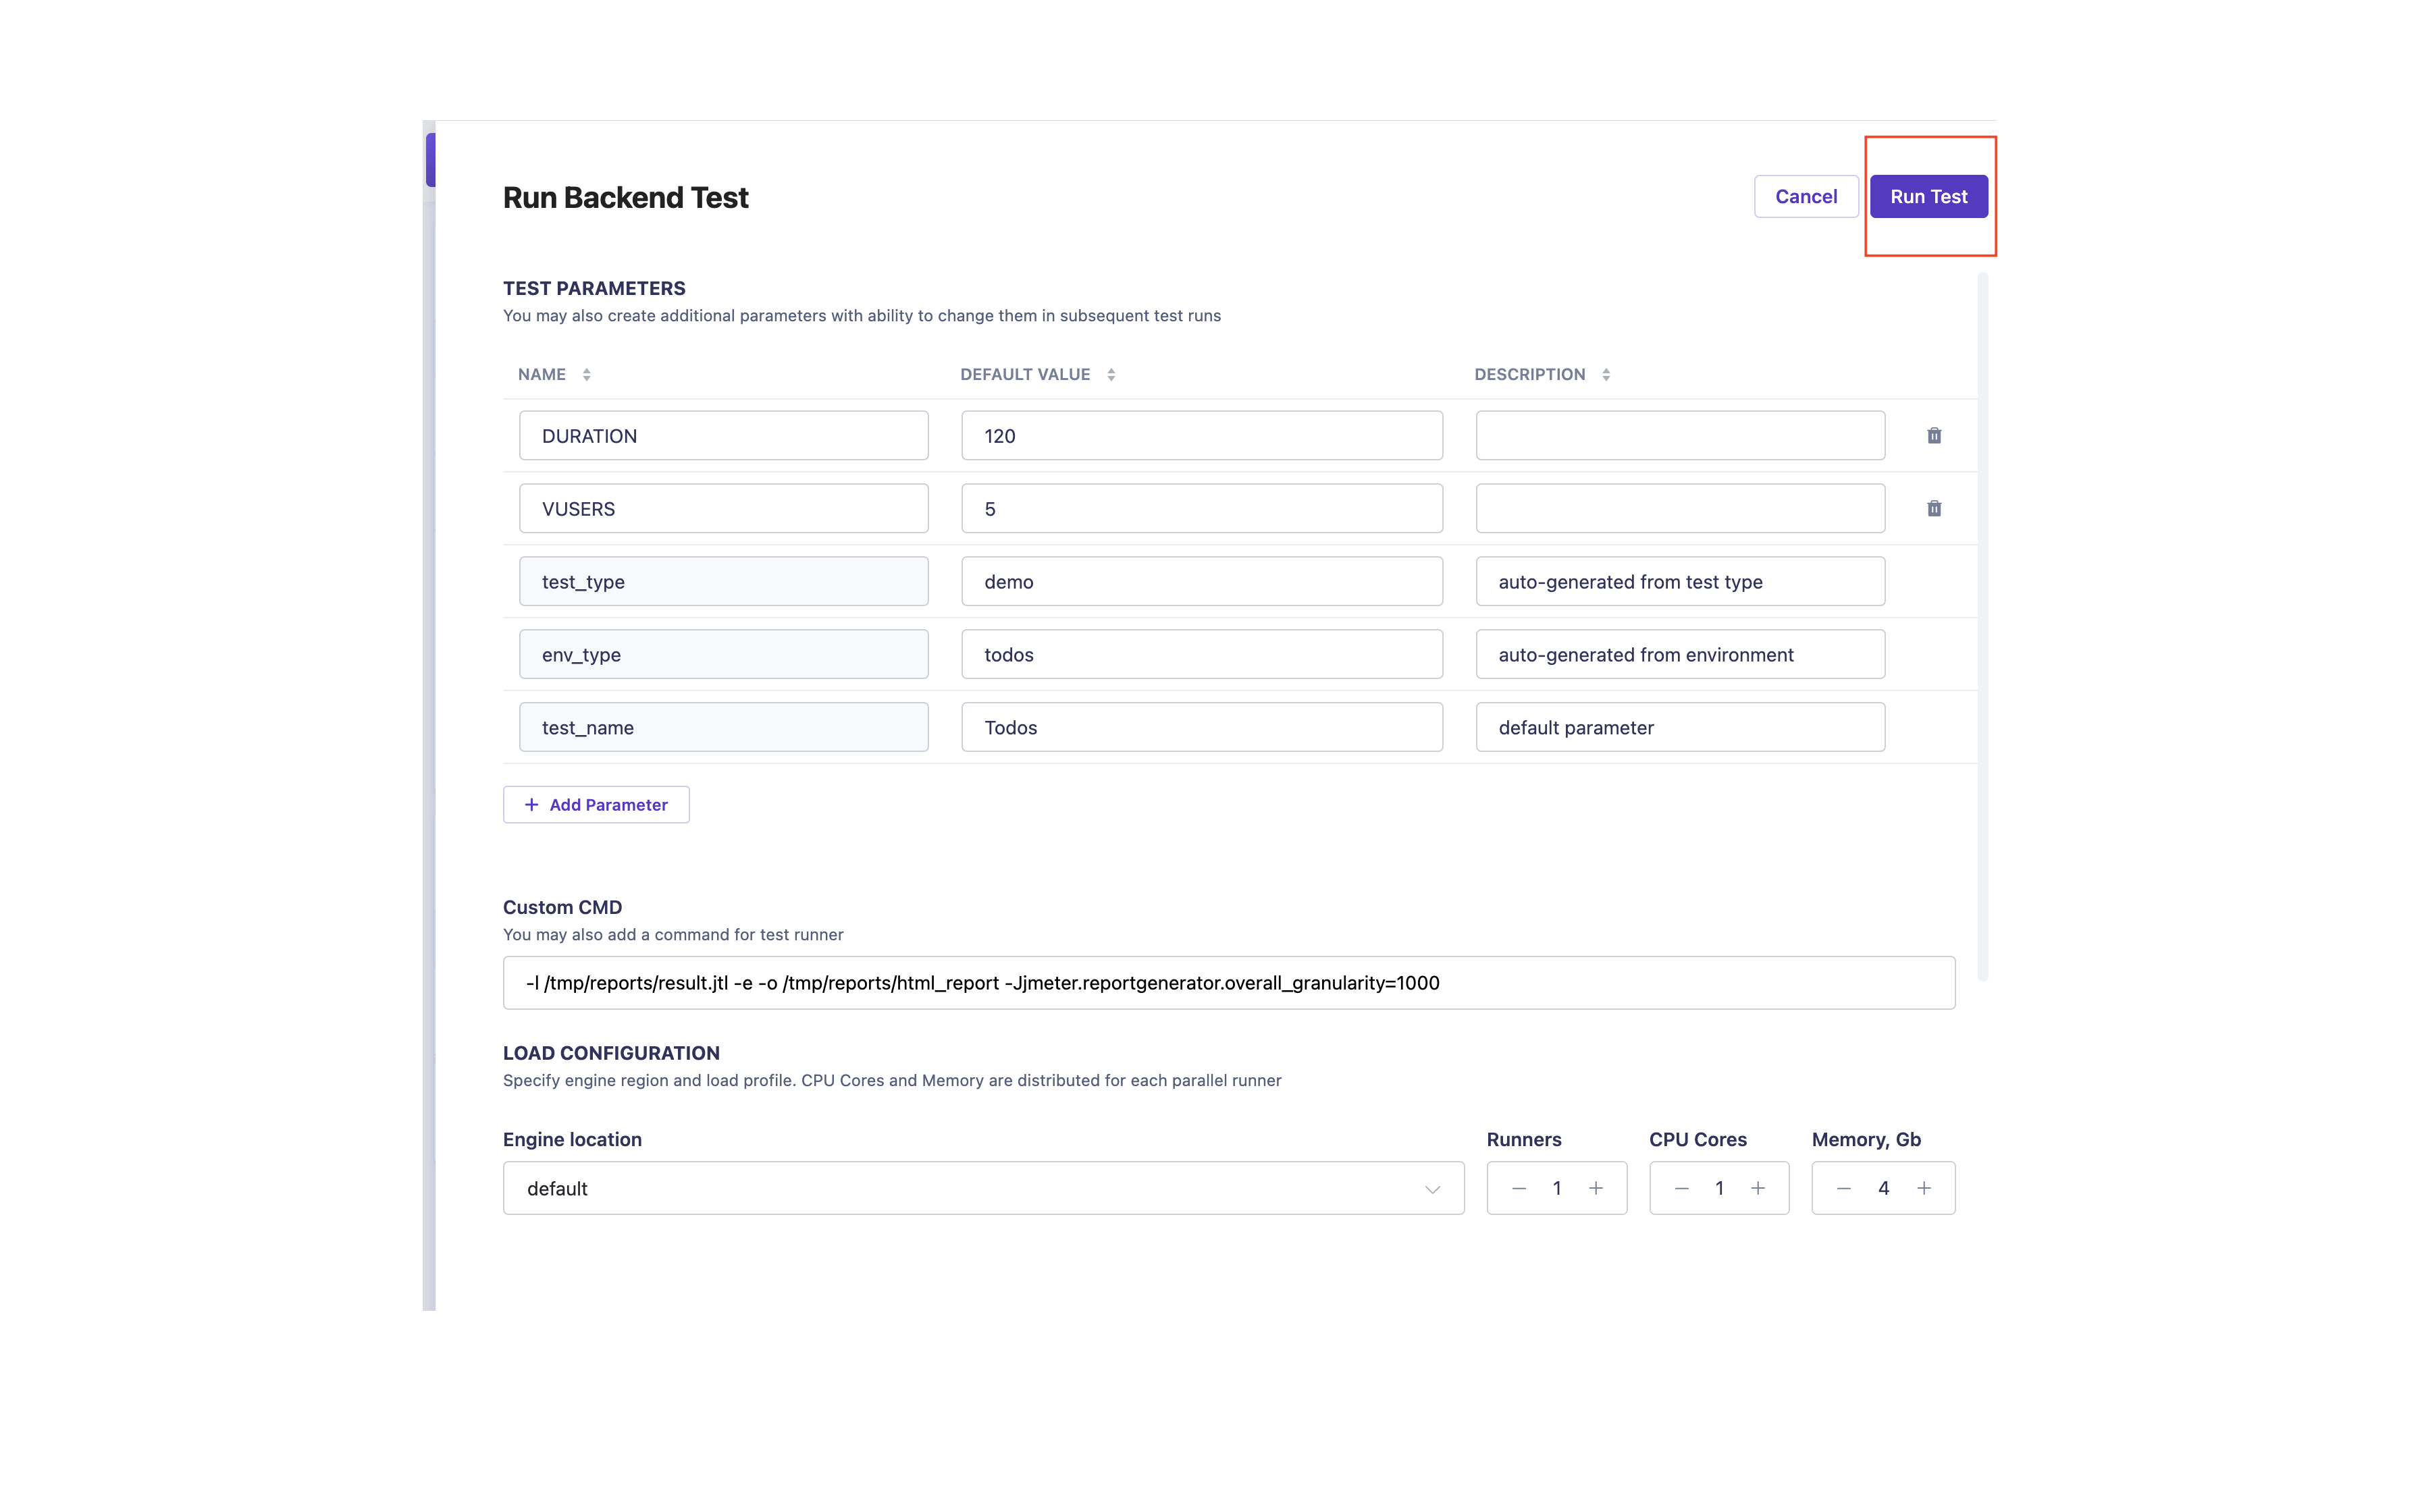 Run Backend Test
Cancel
Run Test
TEST PARAMETERS
You may also create additional parameters with ability to change them in subsequent test runs
NAME DEFAULT VALUE DESCRIPTION
DURATION 120
VUSERS 5
test_type demo auto-generated from test type
env_type todos auto-generated from environment
test_name Todos default parameter
+ Add Parameter
Custom CMD
You may also add a command for test runner
-l /tmp/reports/result.jtl -e -o /tmp/reports/html_report -Jjmeter.reportgenerator.overall_granularity=1000
LOAD CONFIGURATION
Specify engine region and load profile. CPU Cores and Memory are distributed for each parallel runner
Engine location Runners CPU Cores Memory, Gb
default − 1 + − 1 + − 4 +